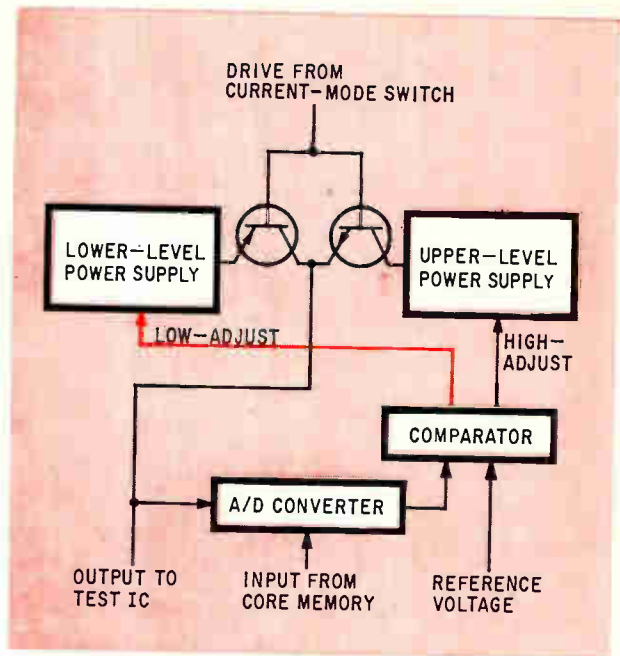 DRIVE FROM
CURRENT-MODE SWITCH
LOWER-LEVEL
POWER SUPPLY
UPPER-LEVEL
POWER SUPPLY
LOW-ADJUST
HIGH-
ADJUST
COMPARATOR
A/D CONVERTER
OUTPUT TO
TEST IC
INPUT FROM
CORE MEMORY
REFERENCE
VOLTAGE